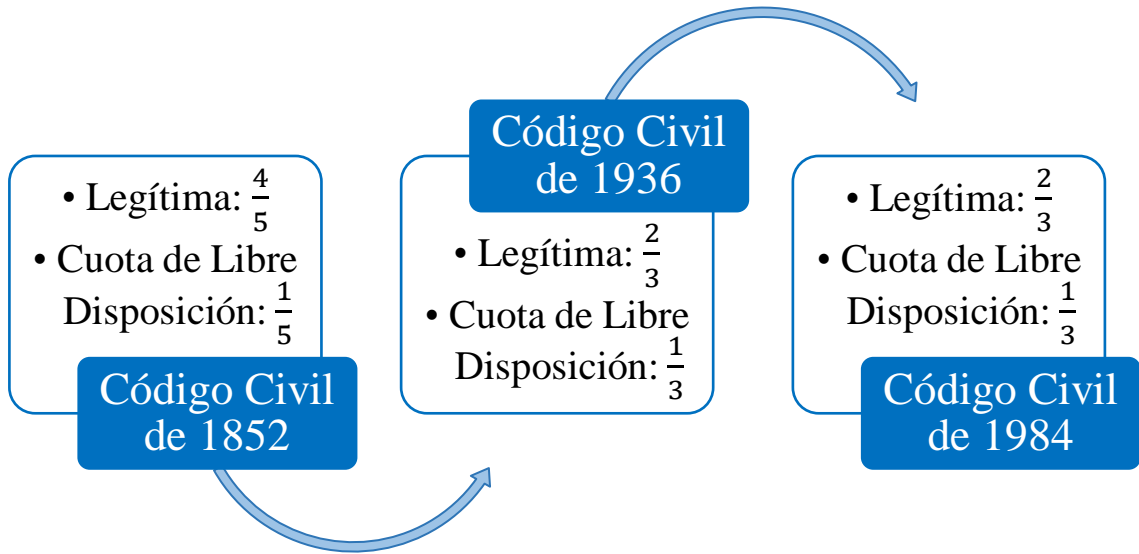 • Legítima: 4/5
• Cuota de Libre
Disposición: 1/5
Código Civil
de 1852
Código Civil
de 1936
• Legítima: 2/3
• Cuota de Libre
Disposición: 1/3
• Legítima: 2/3
• Cuota de Libre
Disposición: 1/3
Código Civil
de 1984